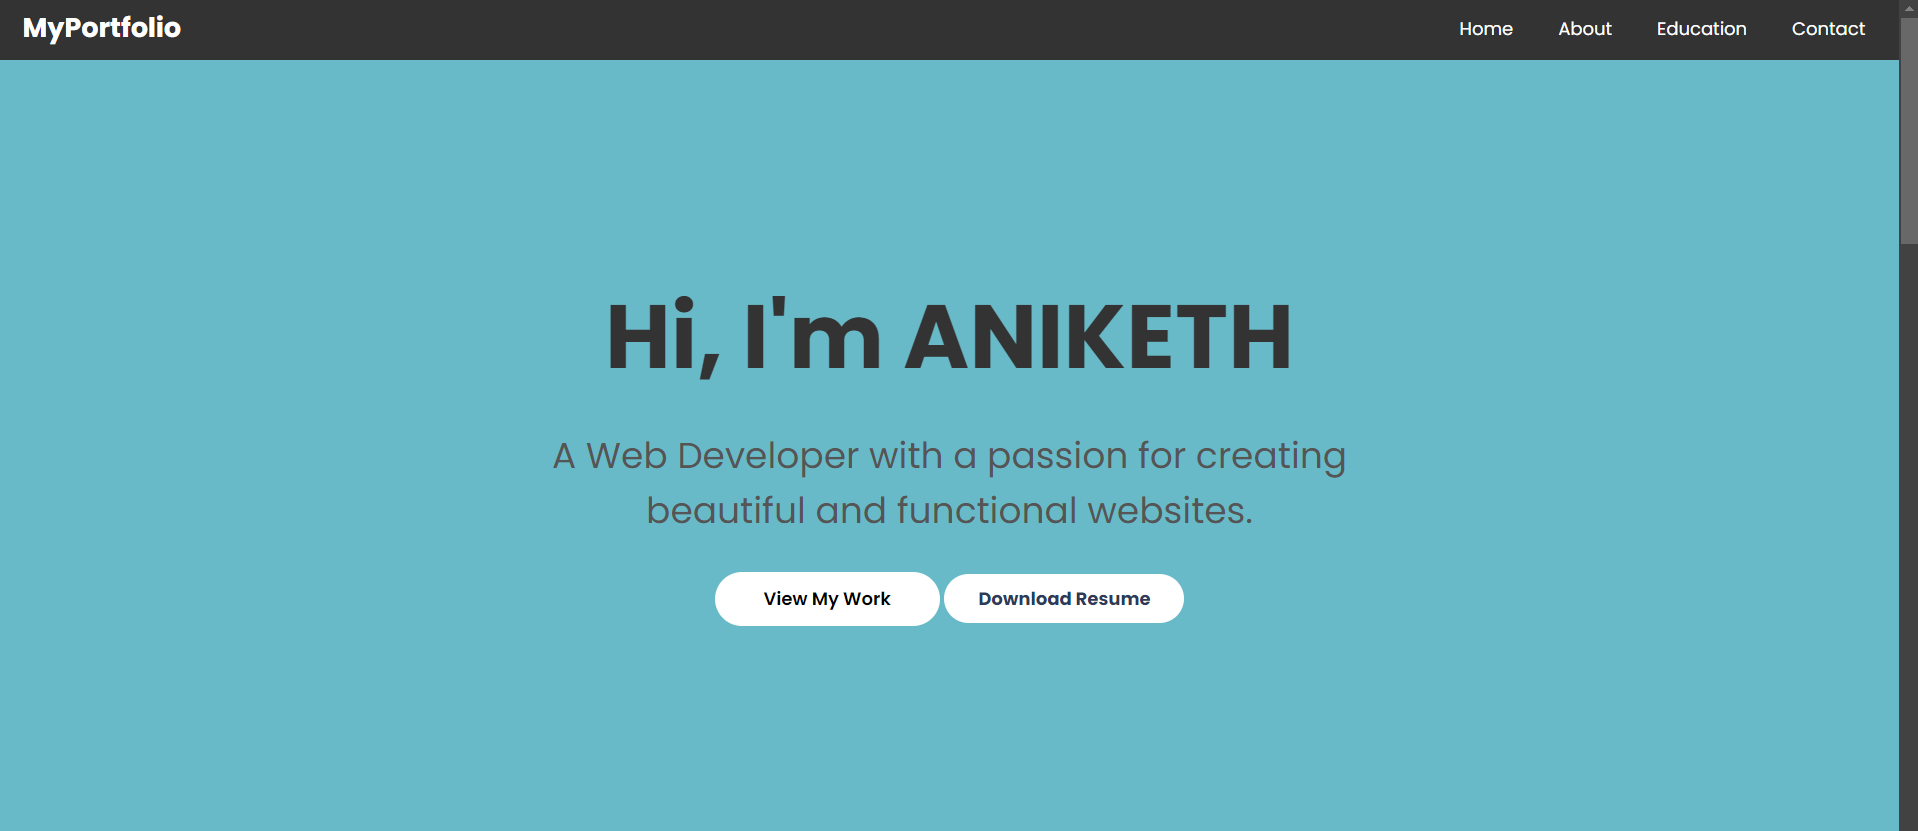 MyPortfolio
Home About Education Contact
Hi, I'm ANIKETH
A Web Developer with a passion for creating
beautiful and functional websites.
View My Work Download Resume